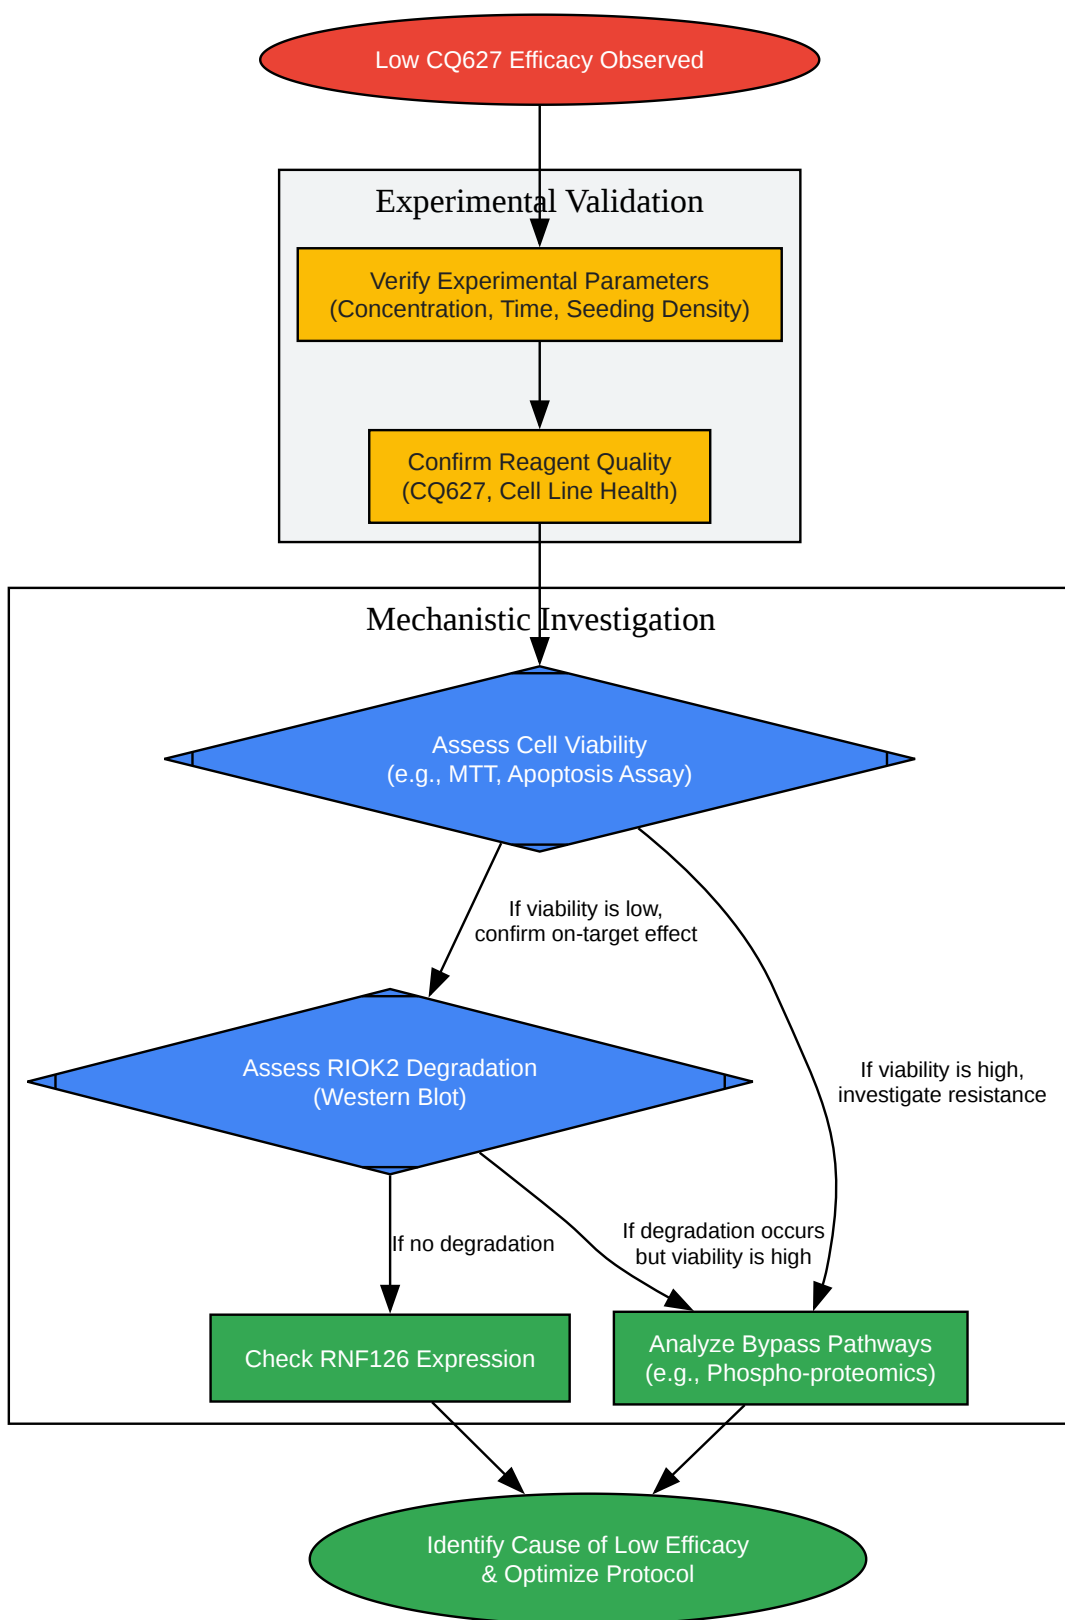 Low CQ627 Efficacy Observed
Experimental Validation
Verify Experimental Parameters
(Concentration, Time, Seeding Density)
Confirm Reagent Quality
(CQ627, Cell Line Health)
Mechanistic Investigation
Assess Cell Viability
(e.g., MTT, Apoptosis Assay)
If viability is low,
confirm on-target effect
Assess RIOK2 Degradation
(Western Blot)
If viability is high,
investigate resistance
If no degradation
If degradation occurs
but viability is high
Check RNF126 Expression
Analyze Bypass Pathways
(e.g., Phospho-proteomics)
Identify Cause of Low Efficacy
& Optimize Protocol